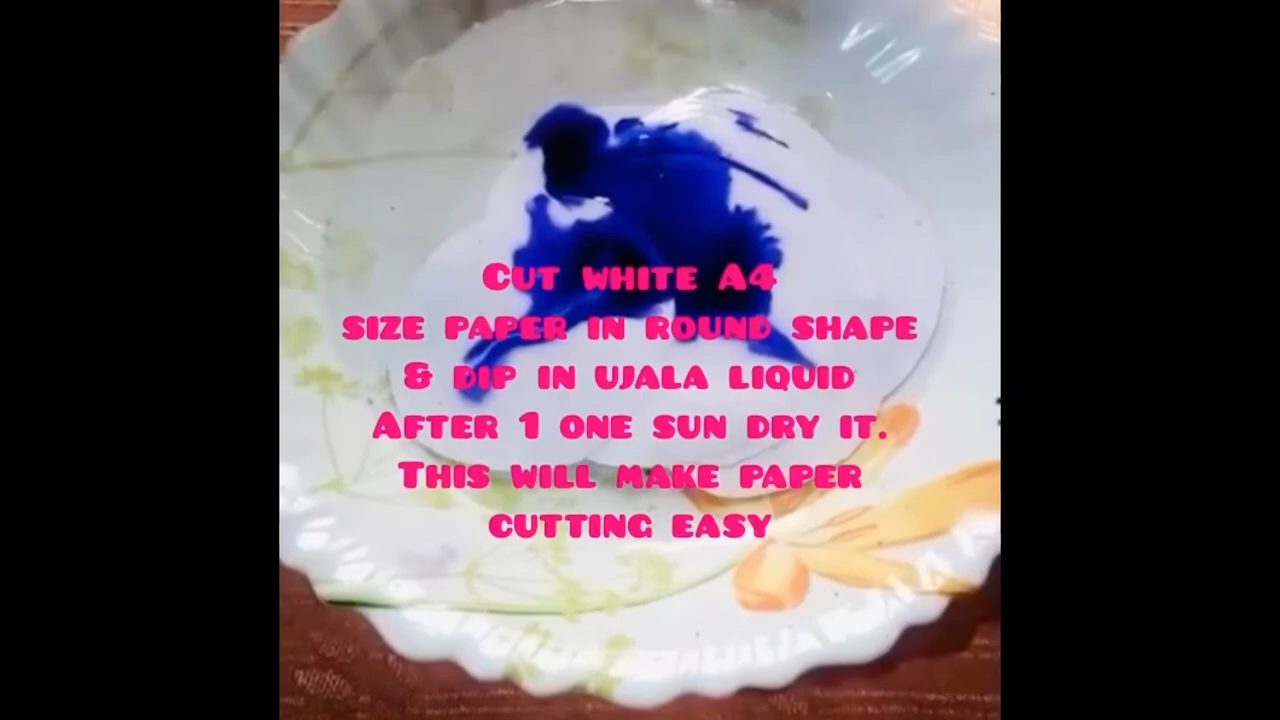 Cut white A4
size paper in round shape
& dip in ujala liquid
After 1 one sun dry it.
This will make paper
cutting easy